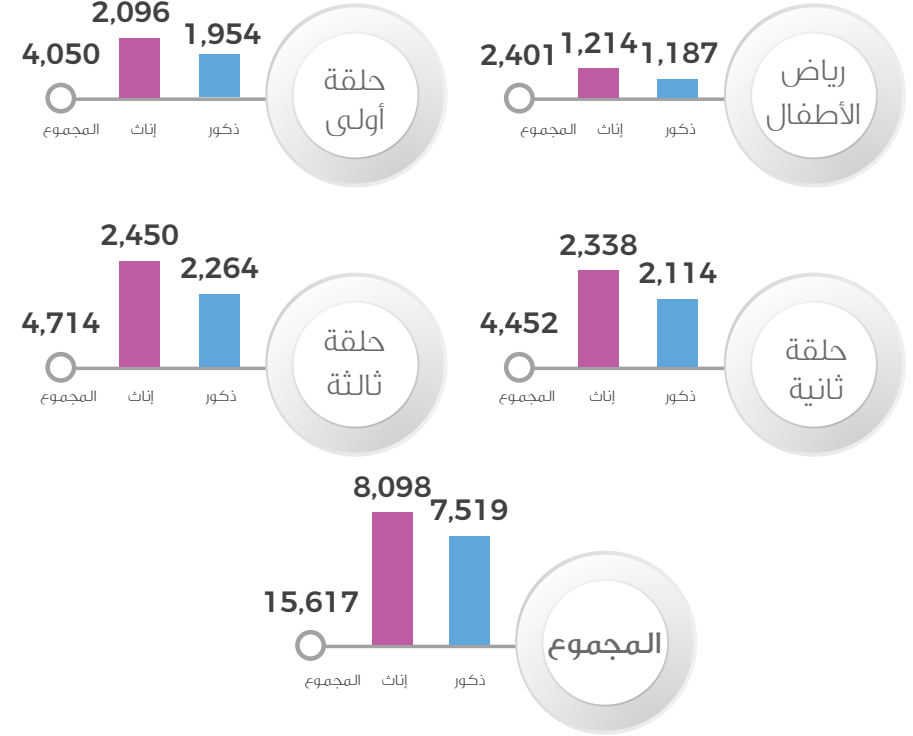 رياض
الأطفال
1,187
1,214
2,401
ذكور
إناث
المجموع
حلقة
أولى
1,954
2,096
4,050
ذكور
إناث
المجموع
حلقة
ثانية
2,114
2,338
4,452
ذكور
إناث
المجموع
حلقة
ثالثة
2,264
2,450
4,714
ذكور
إناث
المجموع
المجموع
7,519
8,098
15,617
ذكور
إناث
المجموع